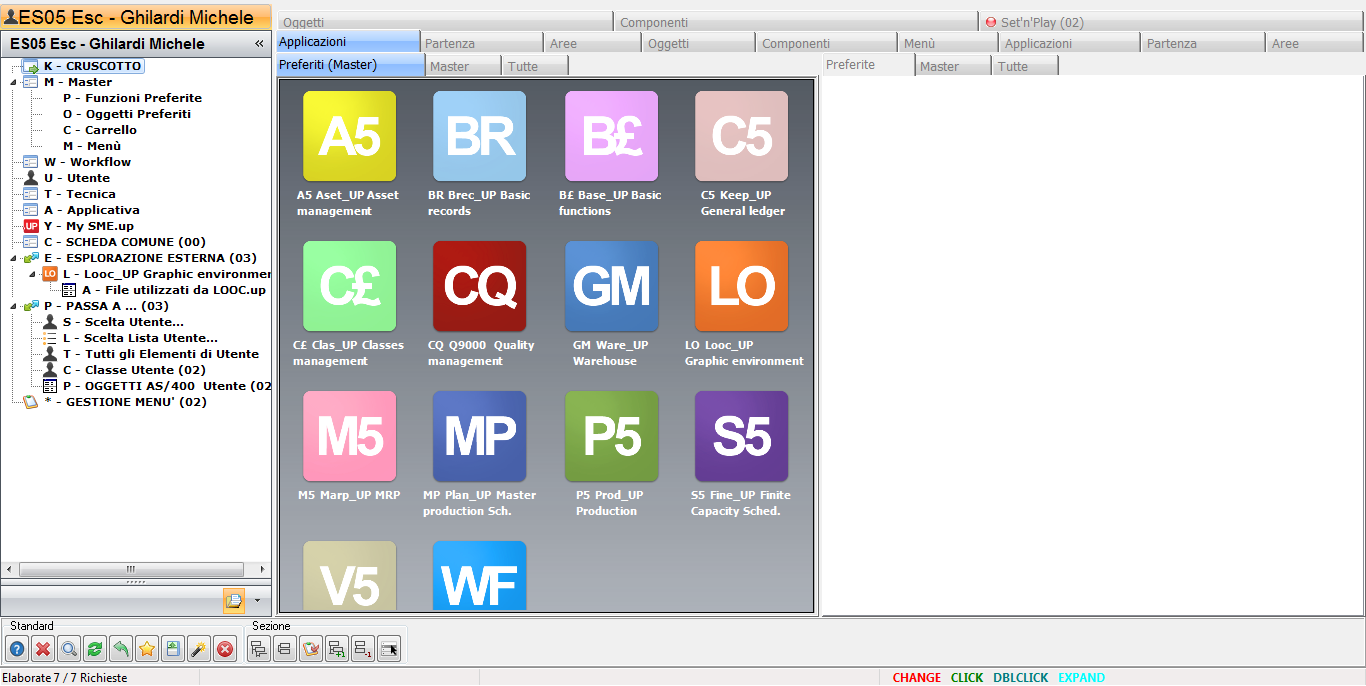 ES05 Esc - Ghilardi Michele
ES05 Esc - Ghilardi Michele «
K - CRUSCOTTO
M - Master
P - Funzioni Preferite
O - Oggetti Preferiti
C - Carrello
M - Menù
W - Workflow
U - Utente
T - Tecnica
A - Applicativa
UP Y - My SME.up
C - SCHEDA COMUNE (00)
E - ESPLORAZIONE ESTERNA (03)
LO L - Looc_UP Graphic environmer
A - File utilizzati da LOOC.up
P - PASSA A ... (03)
S - Scelta Utente...
L - Scelta Lista Utente...
T - Tutti gli Elementi di Utente
C - Classe Utente (02)
P - OGGETTI AS/400 Utente (02
* - GESTIONE MENU' (02)
Oggetti Componenti Set'n'Play (02)
Applicazioni Partenza Aree Oggetti Componenti Menù Applicazioni Partenza Aree
Preferiti (Master) Master Tutte Preferite Master Tutte
A5 BR B£ C5
A5 Aset_UP Asset management
BR Brec_UP Basic records
B£ Base_UP Basic functions
C5 Keep_UP General ledger
C£ CQ GM LO
C£ Clas_UP Classes management
CQ Q9000 Quality management
GM Ware_UP Warehouse
LO Looc_UP Graphic environment
M5 MP P5 S5
M5 Marp_UP MRP
MP Plan_UP Master production Sch.
P5 Prod_UP Production
S5 Fine_UP Finite Capacity Sched.
V5 WF
Standard Sezione
Elaborate 7 / 7 Richieste CHANGE CLICK DBLCLICK EXPAND